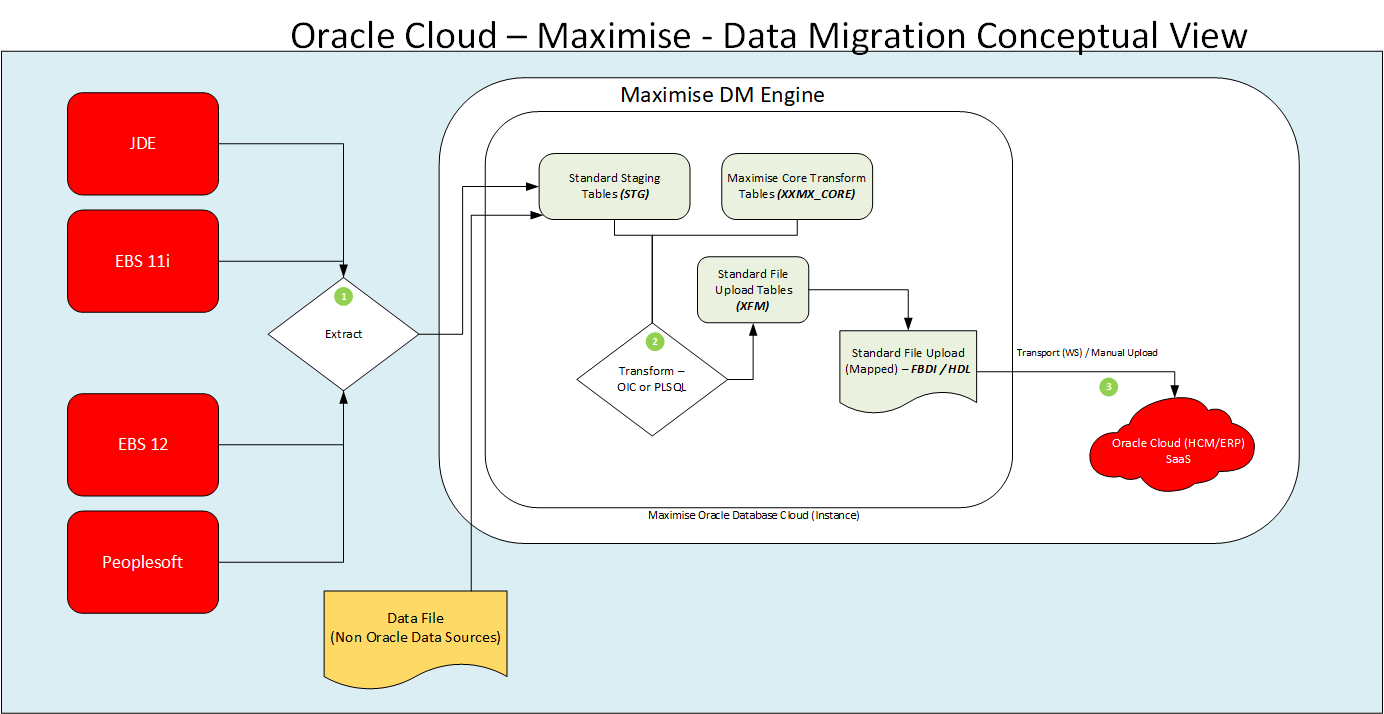 Oracle Cloud – Maximise - Data Migration Conceptual View
Maximise DM Engine
JDE
EBS 11i
EBS 12
Peoplesoft
1
Extract
Data File
(Non Oracle Data Sources)
Standard Staging
Tables (STG)
Maximise Core Transform
Tables (XXMX_CORE)
2
Transform –
OIC or PLSQL
Standard File
Upload Tables
(XFM)
Standard File Upload
(Mapped) – FBDI / HDL
Transport (WS) / Manual Upload
3
Oracle Cloud (HCM/ERP)
SaaS
Maximise Oracle Database Cloud (Instance)